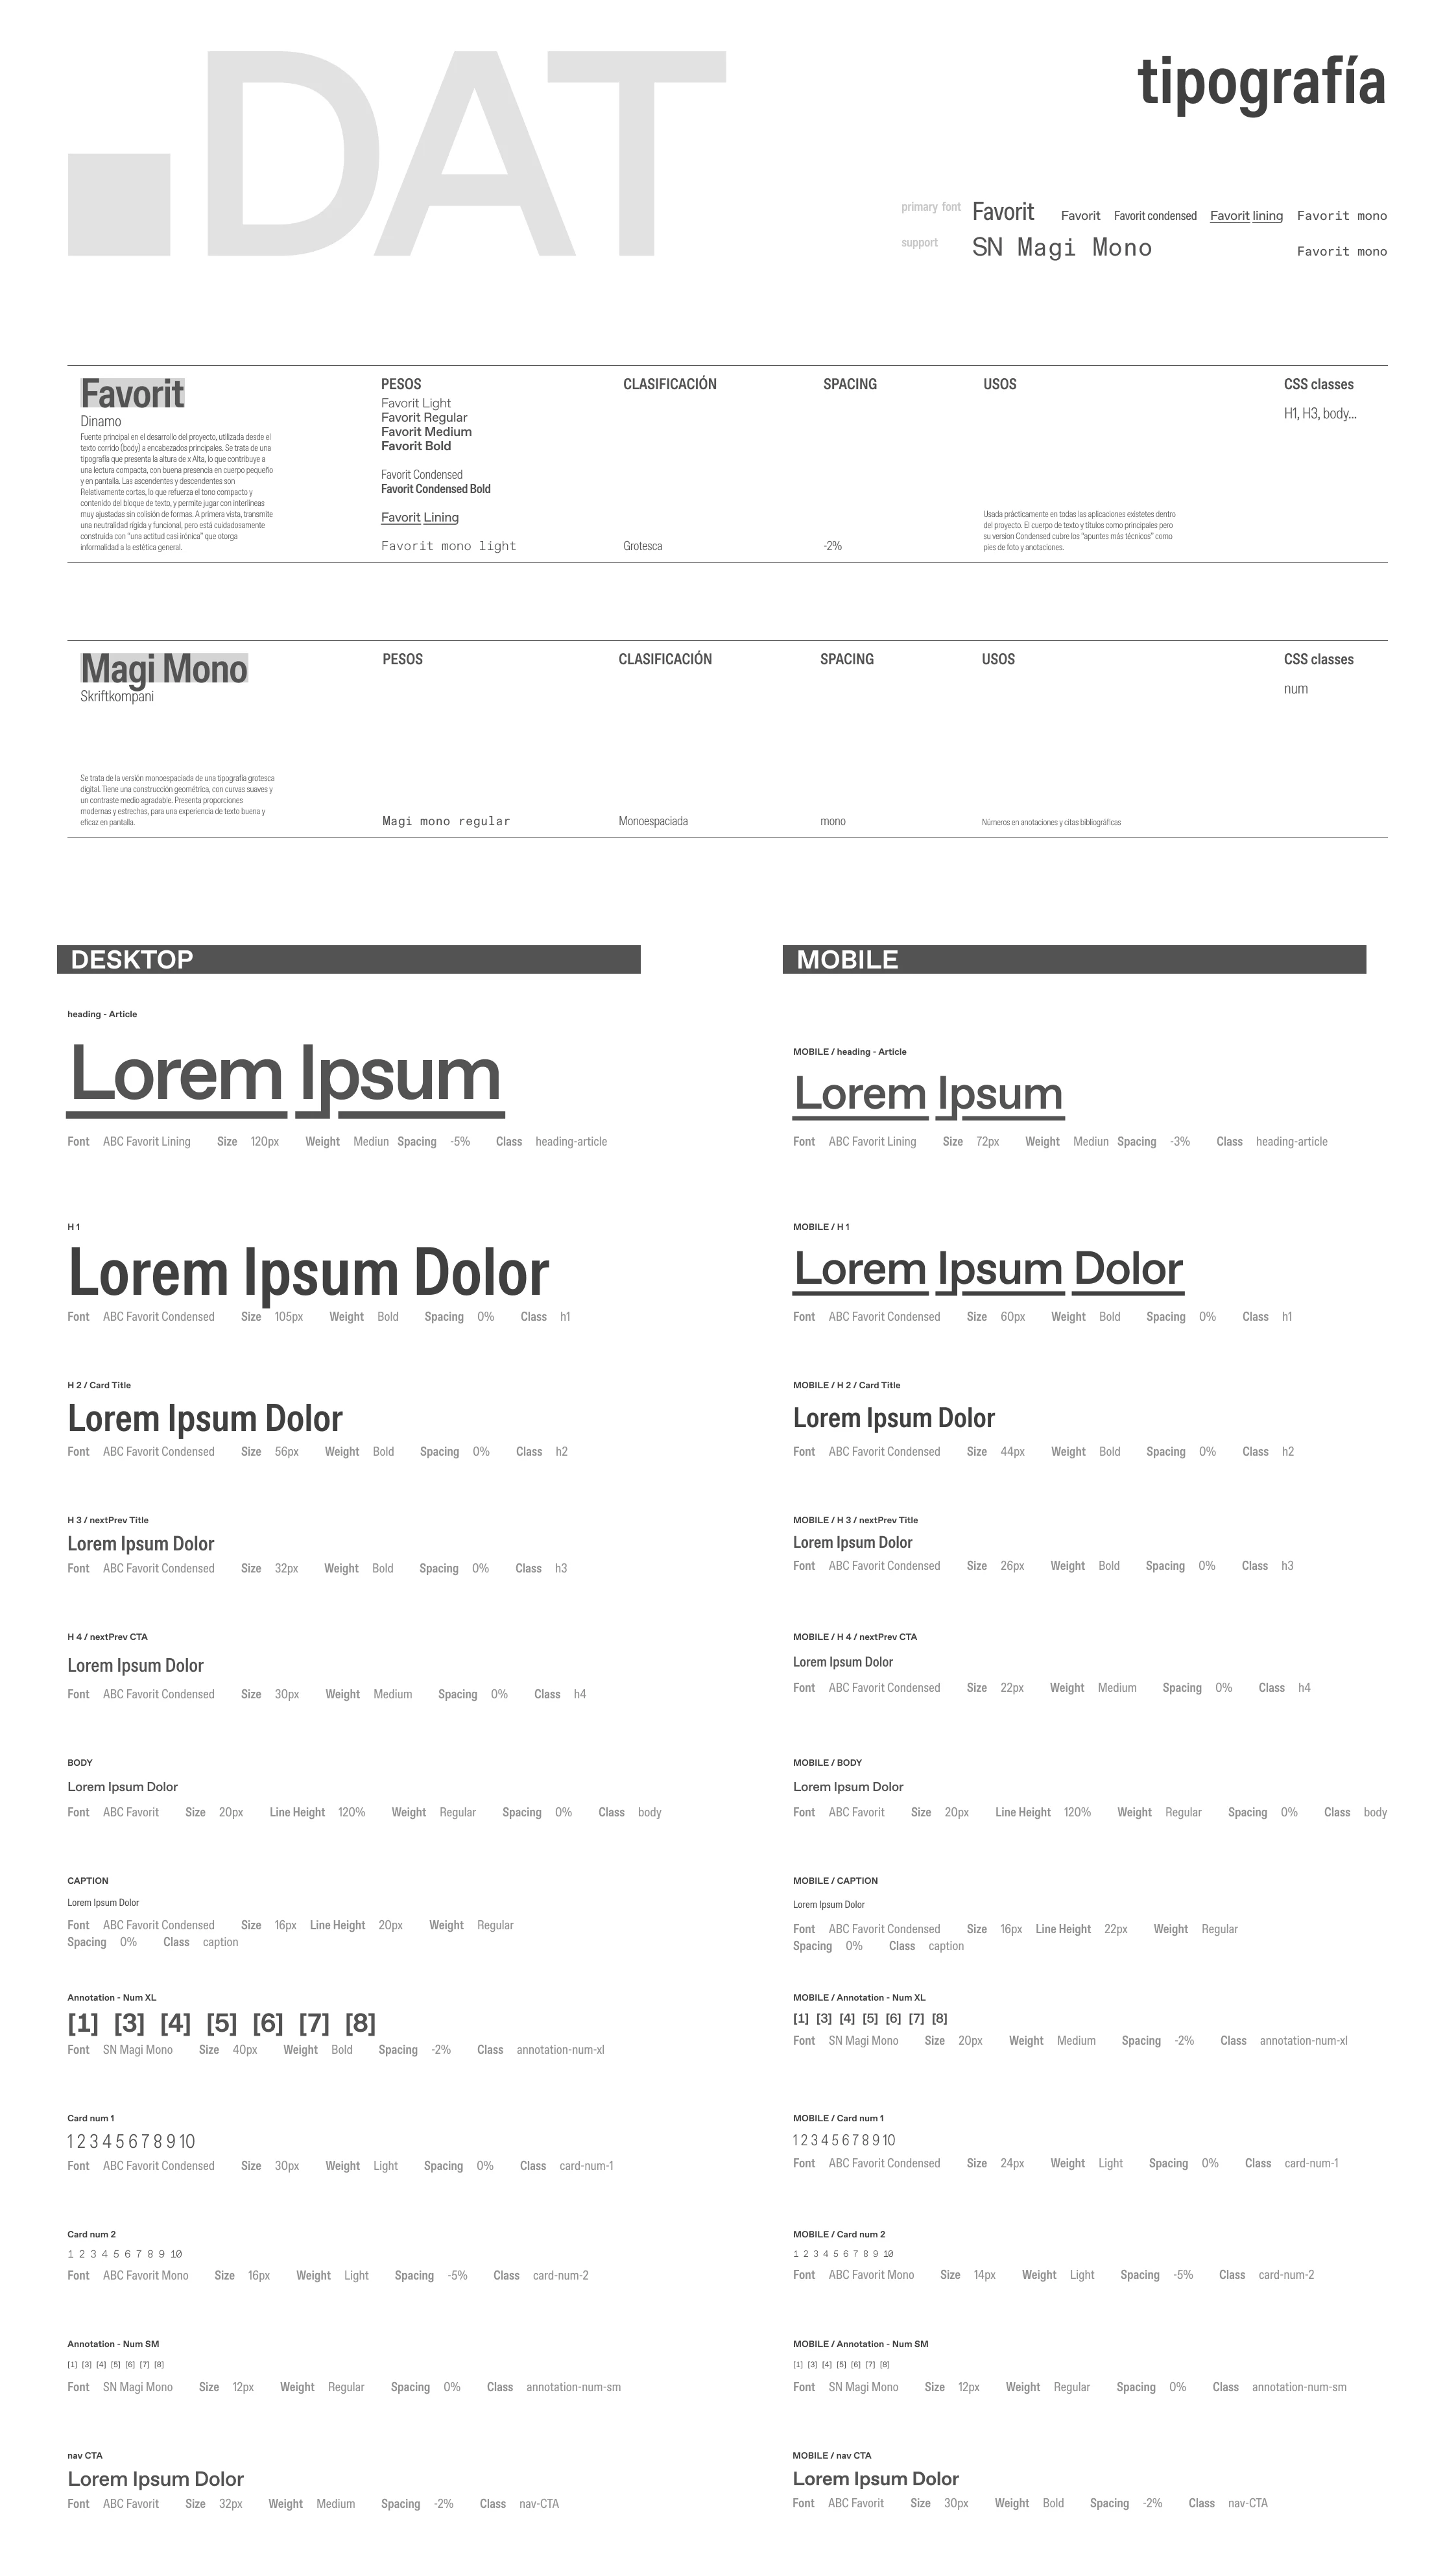 .DAT
tipografía
primary font Favorit Favorit Favorit condensed Favorit lining Favorit mono
support SN Magi Mono Favorit mono
Favorit
Dinamo
Fuente principal en el desarrollo del proyecto, utilizada desde el
texto corrido (body) a encabezados principales. Se trata de una
tipografía que presenta la altura de x Alta, lo que contribuye a
una lectura compacta, con buena presencia en cuerpo pequeño
y en pantalla. Las ascendentes y descendentes son
Relativamente cortas, lo que refuerza el tono compacto y
contenido del bloque de texto, y permite jugar con interlíneas
muy ajustadas sin colisión de formas. A primera vista, transmite
una neutralidad rígida y funcional, pero está cuidadosamente
construida con "una actitud casi irónica" que otorga
informalidad a la estética general.
PESOS
Favorit Light
Favorit Regular
Favorit Medium
Favorit Bold
Favorit Condensed
Favorit Condensed Bold
Favorit Lining
Favorit mono light
CLASIFICACIÓN
Grotesca
SPACING
-2%
USOS
Usada prácticamente en todas las aplicaciones existetes dentro
del proyecto. El cuerpo de texto y títulos como principales pero
su version Condensed cubre los "apuntes más técnicos" como
pies de foto y anotaciones.
CSS classes
H1, H3, body...
Magi Mono
Skriftkompani
Se trata de la versión monoespaciada de una tipografía grotesca
digital. Tiene una construcción geométrica, con curvas suaves y
un contraste medio agradable. Presenta proporciones
modernas y estrechas, para una experiencia de texto buena y
eficaz en pantalla.
PESOS
Magi mono regular
CLASIFICACIÓN
Monoespaciada
SPACING
mono
USOS
Números en anotaciones y citas bibliográficas
CSS classes
num
DESKTOP
heading - Article
Lorem Ipsum
Font ABC Favorit Lining Size 120px Weight Mediun Spacing -5% Class heading-article
H 1
Lorem Ipsum Dolor
Font ABC Favorit Condensed Size 105px Weight Bold Spacing 0% Class h1
H 2 / Card Title
Lorem Ipsum Dolor
Font ABC Favorit Condensed Size 56px Weight Bold Spacing 0% Class h2
H 3 / nextPrev Title
Lorem Ipsum Dolor
Font ABC Favorit Condensed Size 32px Weight Bold Spacing 0% Class h3
H 4 / nextPrev CTA
Lorem Ipsum Dolor
Font ABC Favorit Condensed Size 30px Weight Medium Spacing 0% Class h4
BODY
Lorem Ipsum Dolor
Font ABC Favorit Size 20px Line Height 120% Weight Regular Spacing 0% Class body
CAPTION
Lorem Ipsum Dolor
Font ABC Favorit Condensed Size 16px Line Height 20px Weight Regular
Spacing 0% Class caption
Annotation - Num XL
[1] [3] [4] [5] [6] [7] [8]
Font SN Magi Mono Size 40px Weight Bold Spacing -2% Class annotation-num-xl
Card num 1
1 2 3 4 5 6 7 8 9 10
Font ABC Favorit Condensed Size 30px Weight Light Spacing 0% Class card-num-1
Card num 2
1 2 3 4 5 6 7 8 9 10
Font ABC Favorit Mono Size 16px Weight Light Spacing -5% Class card-num-2
Annotation - Num SM
[1] [3] [4] [5] [6] [7] [8]
Font SN Magi Mono Size 12px Weight Regular Spacing 0% Class annotation-num-sm
nav CTA
Lorem Ipsum Dolor
Font ABC Favorit Size 32px Weight Medium Spacing -2% Class nav-CTA
MOBILE
MOBILE / heading - Article
Lorem Ipsum
Font ABC Favorit Lining Size 72px Weight Mediun Spacing -3% Class heading-article
MOBILE / H 1
Lorem Ipsum Dolor
Font ABC Favorit Condensed Size 60px Weight Bold Spacing 0% Class h1
MOBILE / H 2 / Card Title
Lorem Ipsum Dolor
Font ABC Favorit Condensed Size 44px Weight Bold Spacing 0% Class h2
MOBILE / H 3 / nextPrev Title
Lorem Ipsum Dolor
Font ABC Favorit Condensed Size 26px Weight Bold Spacing 0% Class h3
MOBILE / H 4 / nextPrev CTA
Lorem Ipsum Dolor
Font ABC Favorit Condensed Size 22px Weight Medium Spacing 0% Class h4
MOBILE / BODY
Lorem Ipsum Dolor
Font ABC Favorit Size 20px Line Height 120% Weight Regular Spacing 0% Class body
MOBILE / CAPTION
Lorem Ipsum Dolor
Font ABC Favorit Condensed Size 16px Line Height 22px Weight Regular
Spacing 0% Class caption
MOBILE / Annotation - Num XL
[1] [3] [4] [5] [6] [7] [8]
Font SN Magi Mono Size 20px Weight Medium Spacing -2% Class annotation-num-xl
MOBILE / Card num 1
1 2 3 4 5 6 7 8 9 10
Font ABC Favorit Condensed Size 24px Weight Light Spacing 0% Class card-num-1
MOBILE / Card num 2
1 2 3 4 5 6 7 8 9 10
Font ABC Favorit Mono Size 14px Weight Light Spacing -5% Class card-num-2
MOBILE / Annotation - Num SM
[1] [3] [4] [5] [6] [7] [8]
Font SN Magi Mono Size 12px Weight Regular Spacing 0% Class annotation-num-sm
MOBILE / nav CTA
Lorem Ipsum Dolor
Font ABC Favorit Size 30px Weight Bold Spacing -2% Class nav-CTA